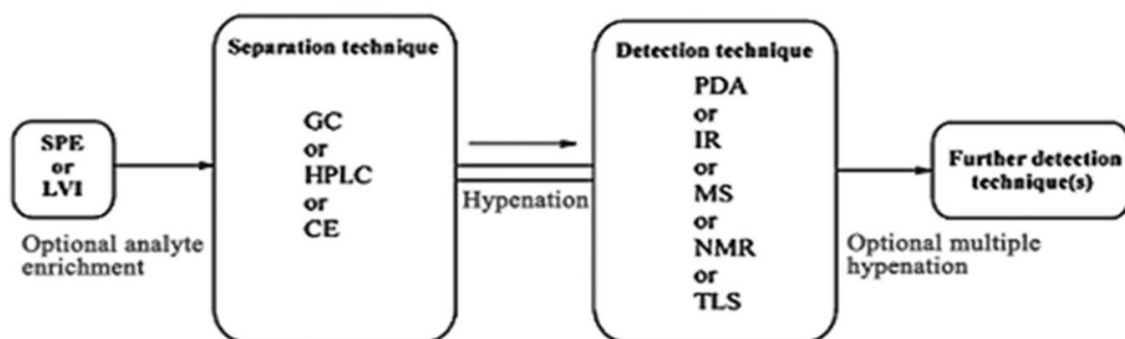 SPE
or
LVI
Optional analyte
enrichment
Separation technique
GC
or
HPLC
or
CE
Hypenation
Detection technique
PDA
or
IR
or
MS
or
NMR
or
TLS
Optional multiple
hypenation
Further detection
technique(s)